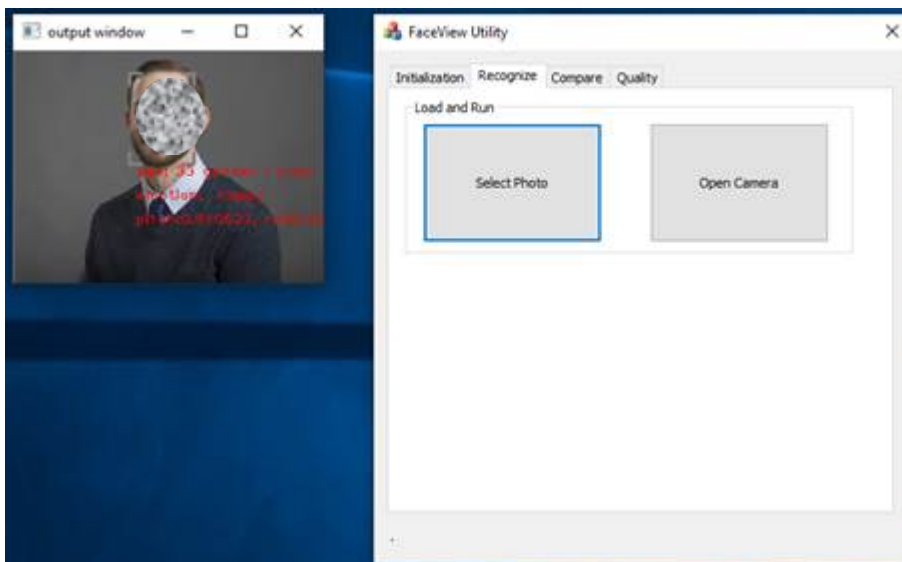 output window
FaceView Utility
Initialization Recognize Compare Quality
Load and Run
Select Photo
Open Camera